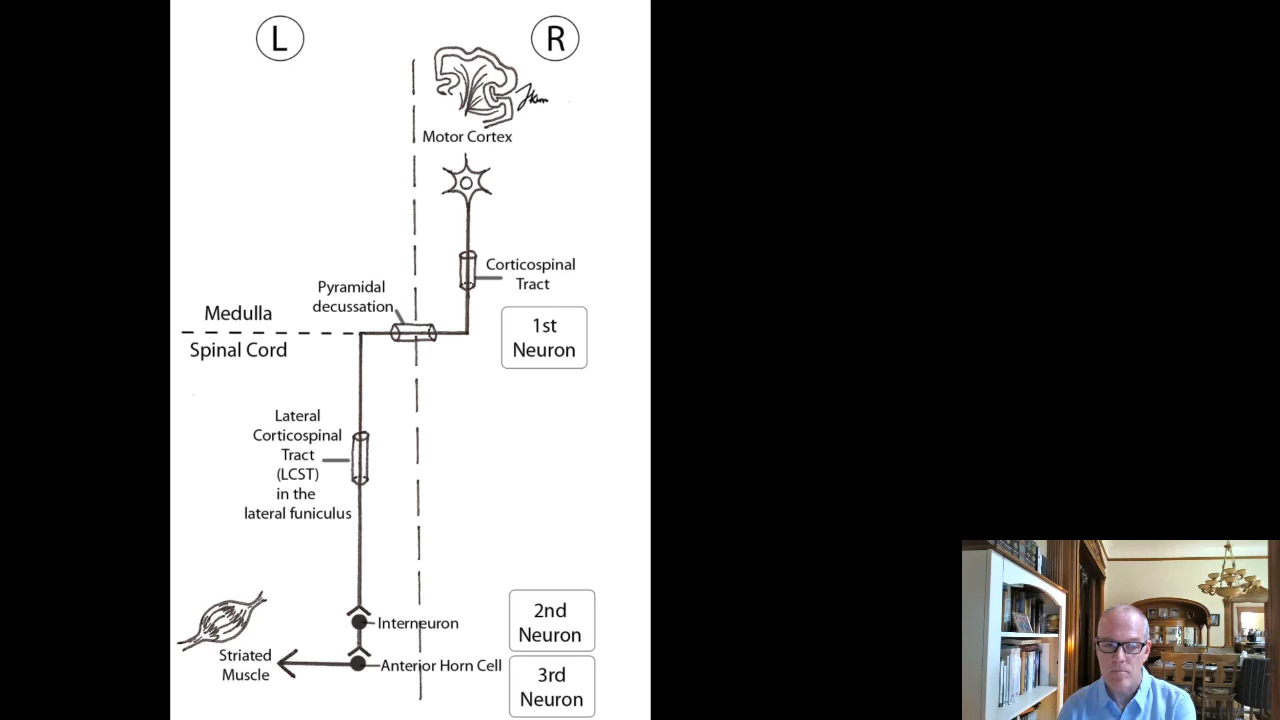 L
R
Motor Cortex
Corticospinal
Tract
Pyramidal
decussation
Medulla
Spinal Cord
1st
Neuron
Lateral
Corticospinal
Tract
(LCST)
in the
lateral funiculus
Interneuron
2nd
Neuron
Striated
Muscle
Anterior Horn Cell
3rd
Neuron